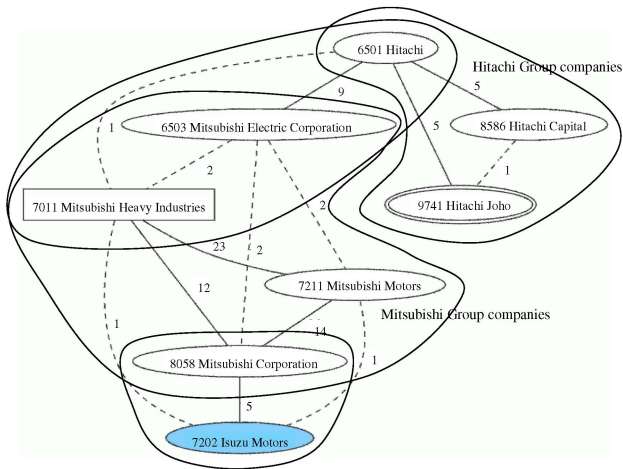 6501 Hitachi
Hitachi Group companies
5
9
1
6503 Mitsubishi Electric Corporation
5
8586 Hitachi Capital
2
1
7011 Mitsubishi Heavy Industries
2
9741 Hitachi Joho
23
2
12
7211 Mitsubishi Motors
Mitsubishi Group companies
1
14
8058 Mitsubishi Corporation
1
5
7202 Isuzu Motors